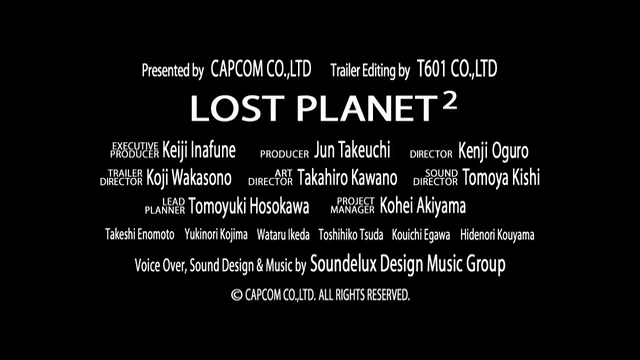 Presented by CAPCOM CO.,LTD Trailer Editing by T601 CO.,LTD
LOST PLANET 2
EXECUTIVE PRODUCER Keiji Inafune PRODUCER Jun Takeuchi DIRECTOR Kenji Oguro
TRAILER DIRECTOR Koji Wakasono ART DIRECTOR Takahiro Kawano SOUND DIRECTOR Tomoya Kishi
LEAD PLANNER Tomoyuki Hosokawa PROJECT MANAGER Kohei Akiyama
Takeshi Enomoto Yukinori Kojima Wataru Ikeda Toshihiko Tsuda Kouichi Egawa Hidenori Kouyama
Voice Over, Sound Design & Music by Soundelux Design Music Group
© CAPCOM CO.,LTD. ALL RIGHTS RESERVED.